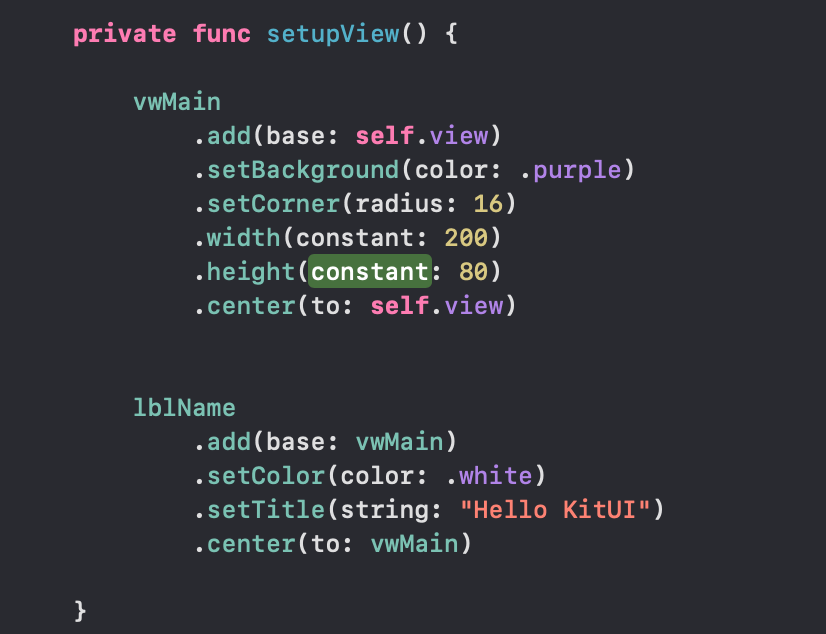 private func setupView() {
vwMain
.add(base: self.view)
.setBackground(color: .purple)
.setCorner(radius: 16)
.width(constant: 200)
.height(constant: 80)
.center(to: self.view)
lblName
.add(base: vwMain)
.setColor(color: .white)
.setTitle(string: "Hello KitUI")
.center(to: vwMain)
}